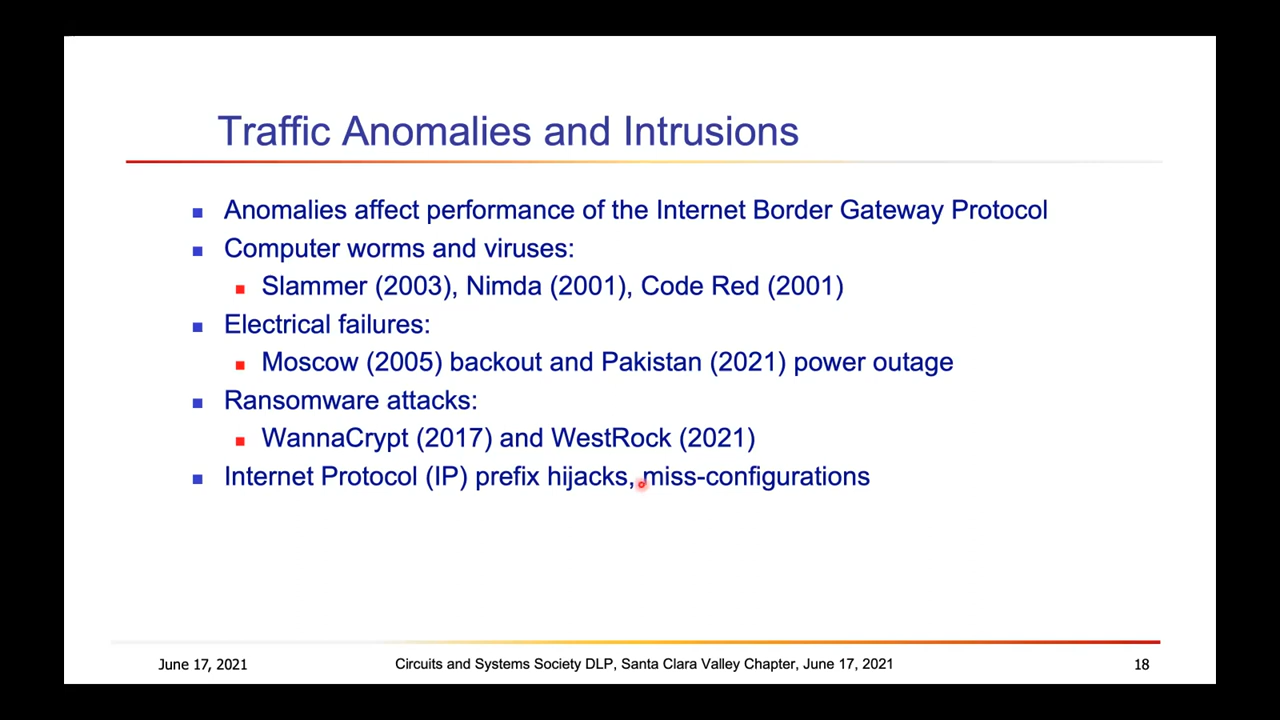 Traffic Anomalies and Intrusions
Anomalies affect performance of the Internet Border Gateway Protocol
Computer worms and viruses:
Slammer (2003), Nimda (2001), Code Red (2001)
Electrical failures:
Moscow (2005) backout and Pakistan (2021) power outage
Ransomware attacks:
WannaCrypt (2017) and WestRock (2021)
Internet Protocol (IP) prefix hijacks, miss-configurations
June 17, 2021
Circuits and Systems Society DLP, Santa Clara Valley Chapter, June 17, 2021
18